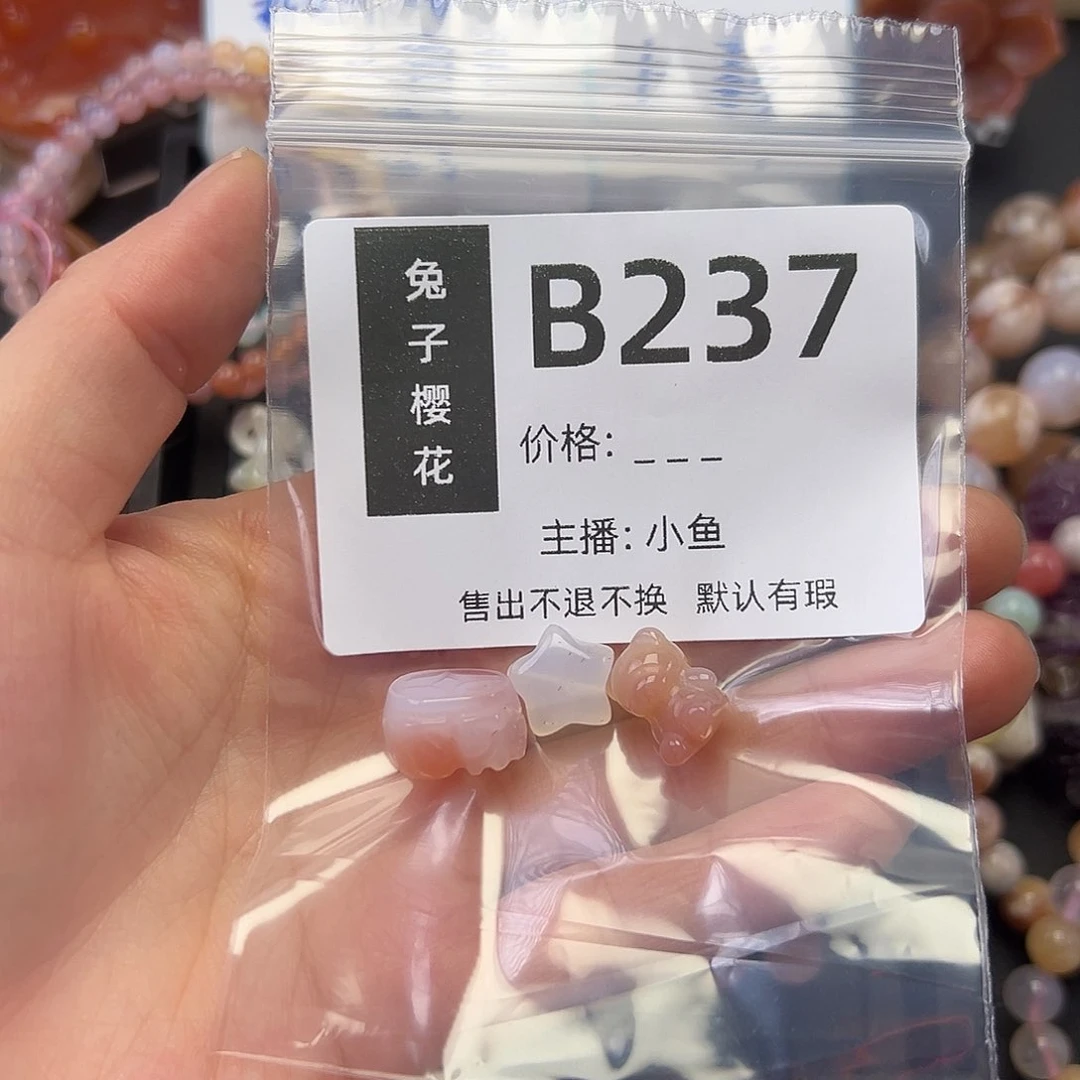 兔子樱花
B237
价格: _ _ _
主播: 小鱼
售出不退不换 默认有瑕